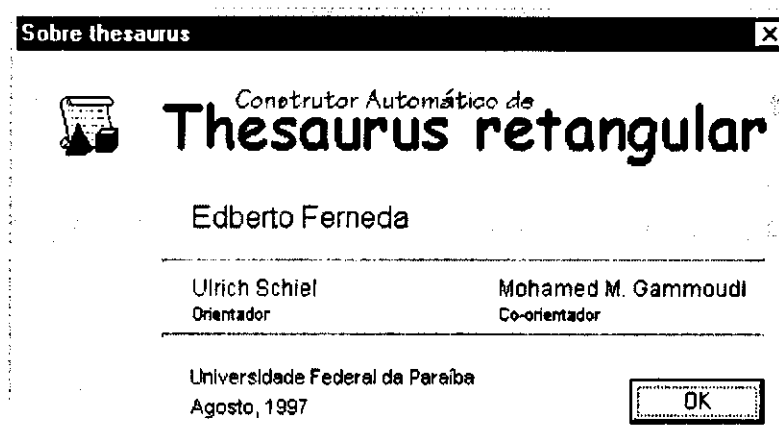 Sobre thesaurus
Construtor Automático de
Thesaurus retangular
Edberto Ferneda
Ulrich Schiel
Mohamed M. Gammoudi
Orientador
Co-orientador
Universidade Federal da Paraíba
Agosto, 1997
OK